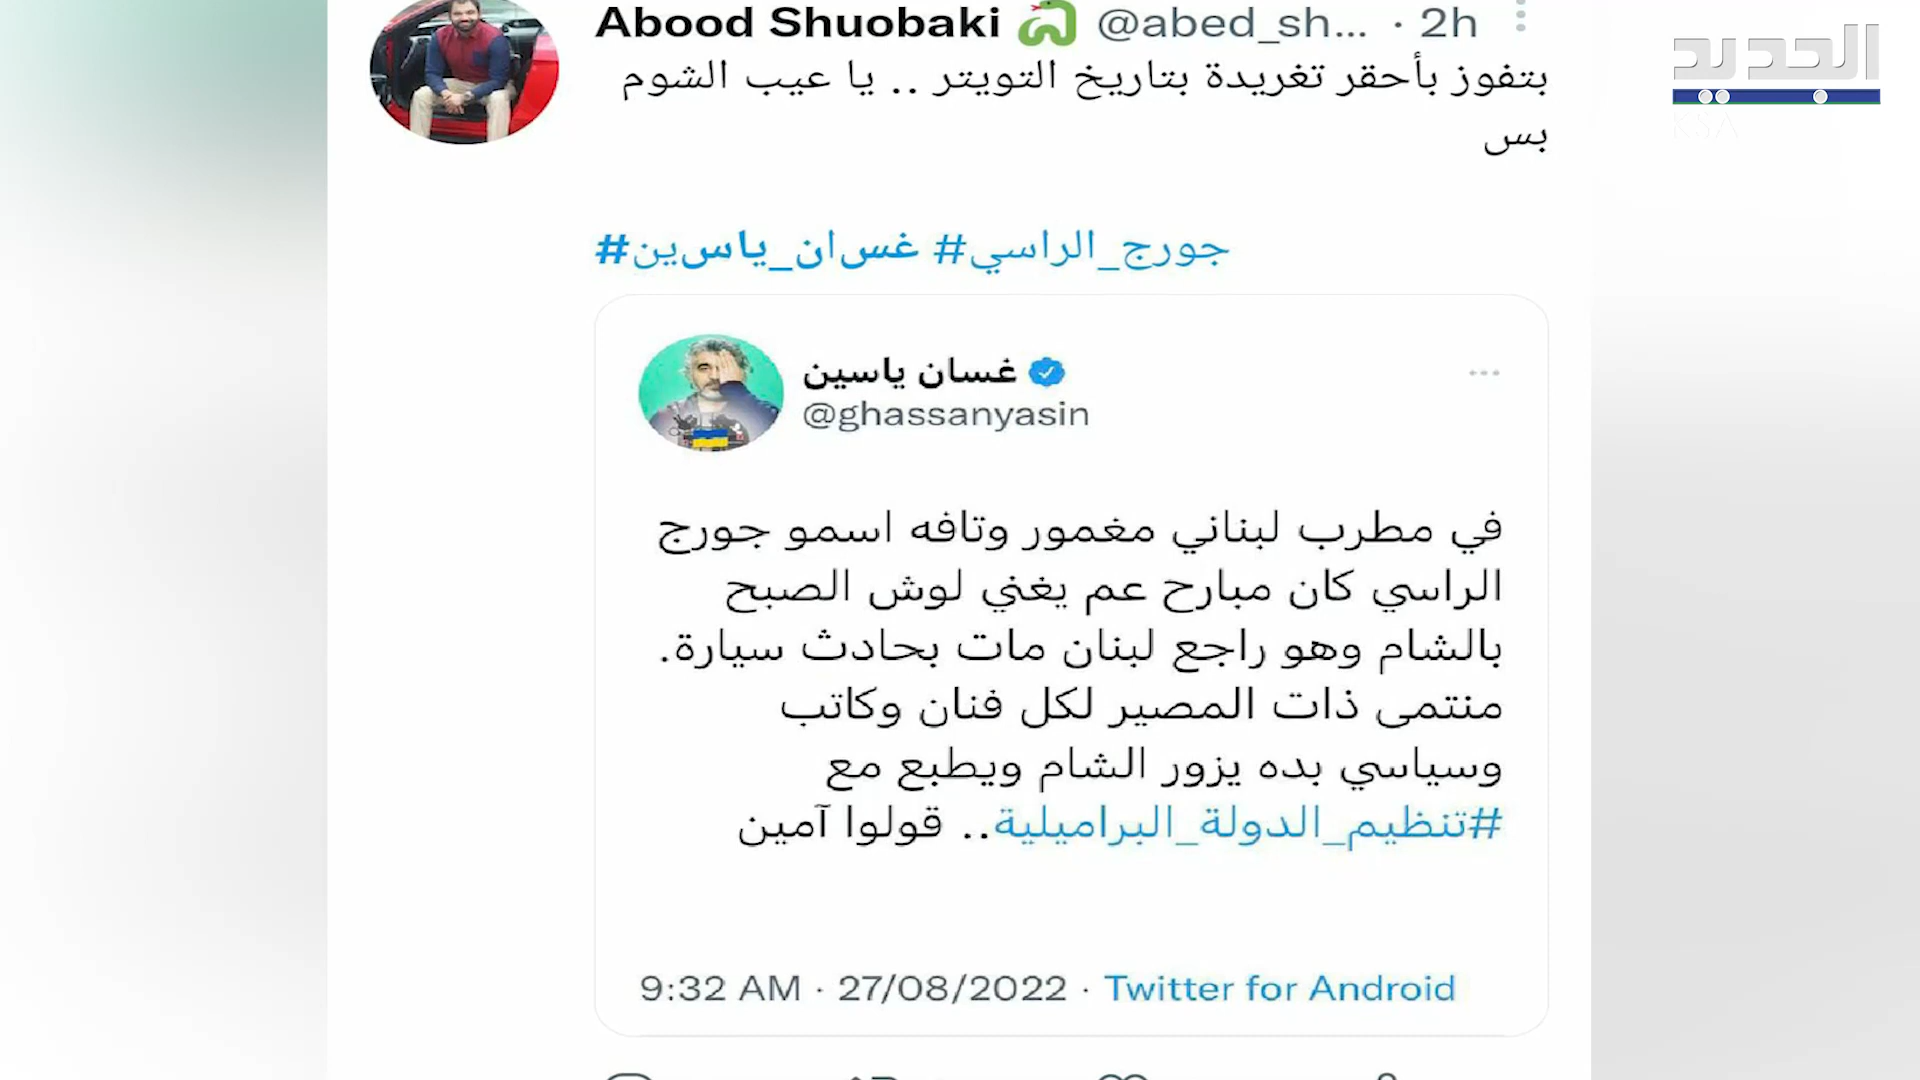 Abood Shuobaki @abed_sh... · 2h
الجديد
KSA
بتفوز بأحقر تغريدة بتاريخ التويتر .. يا عيب الشوم
بس
#غسان_ياسين #جورج_الراسي
غسان ياسين
@ghassanyasin
في مطرب لبناني مغمور وتافه اسمو جورج
الراسي كان مبارح عم يغني لوش الصبح
بالشام وهو راجع لبنان مات بحادث سيارة.
منتمى ذات المصير لكل فنان وكاتب
وسياسي بده يزور الشام ويطبع مع
#تنظيم_الدولة_البراميلية.. قولوا آمين
9:32 AM · 27/08/2022 · Twitter for Android